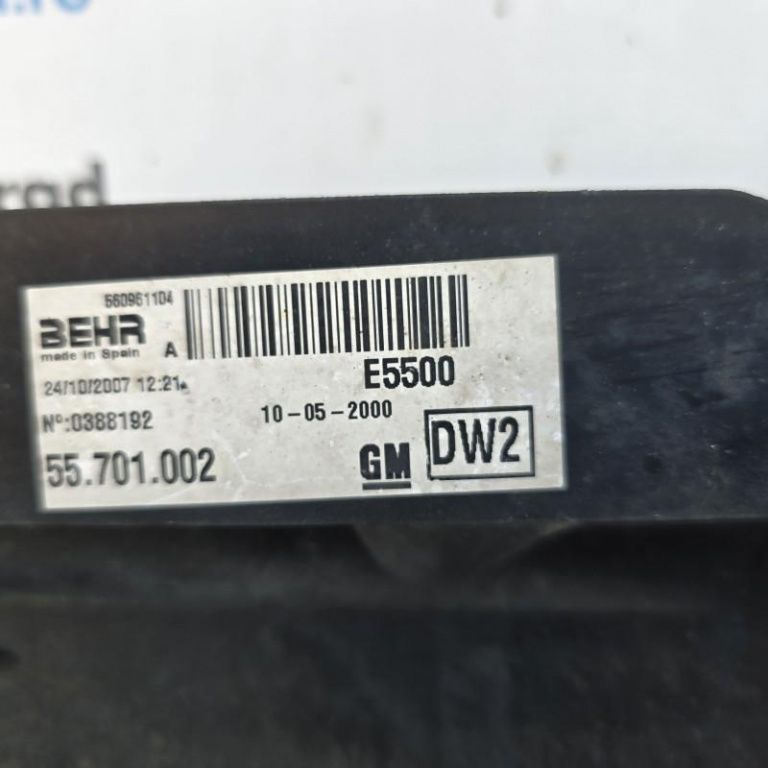 560961104
BEHR
made in Spain A
24/10/2007 12:21
E5500
Nº:0388192
10-05-2000
55.701.002
GM
DW2